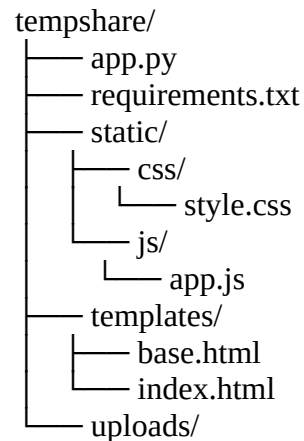 tempshare/
app.py
requirements.txt
static/
css/
style.css
js/
app.js
templates/
base.html
index.html
uploads/